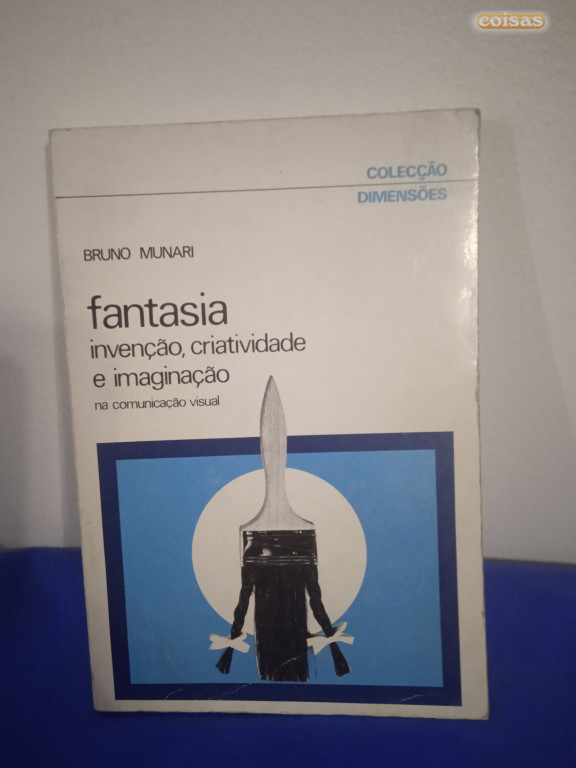 coisas
COLECÇÃO
DIMENSÕES
BRUNO MUNARI
fantasia
invenção, criatividade
e imaginação
na comunicação visual